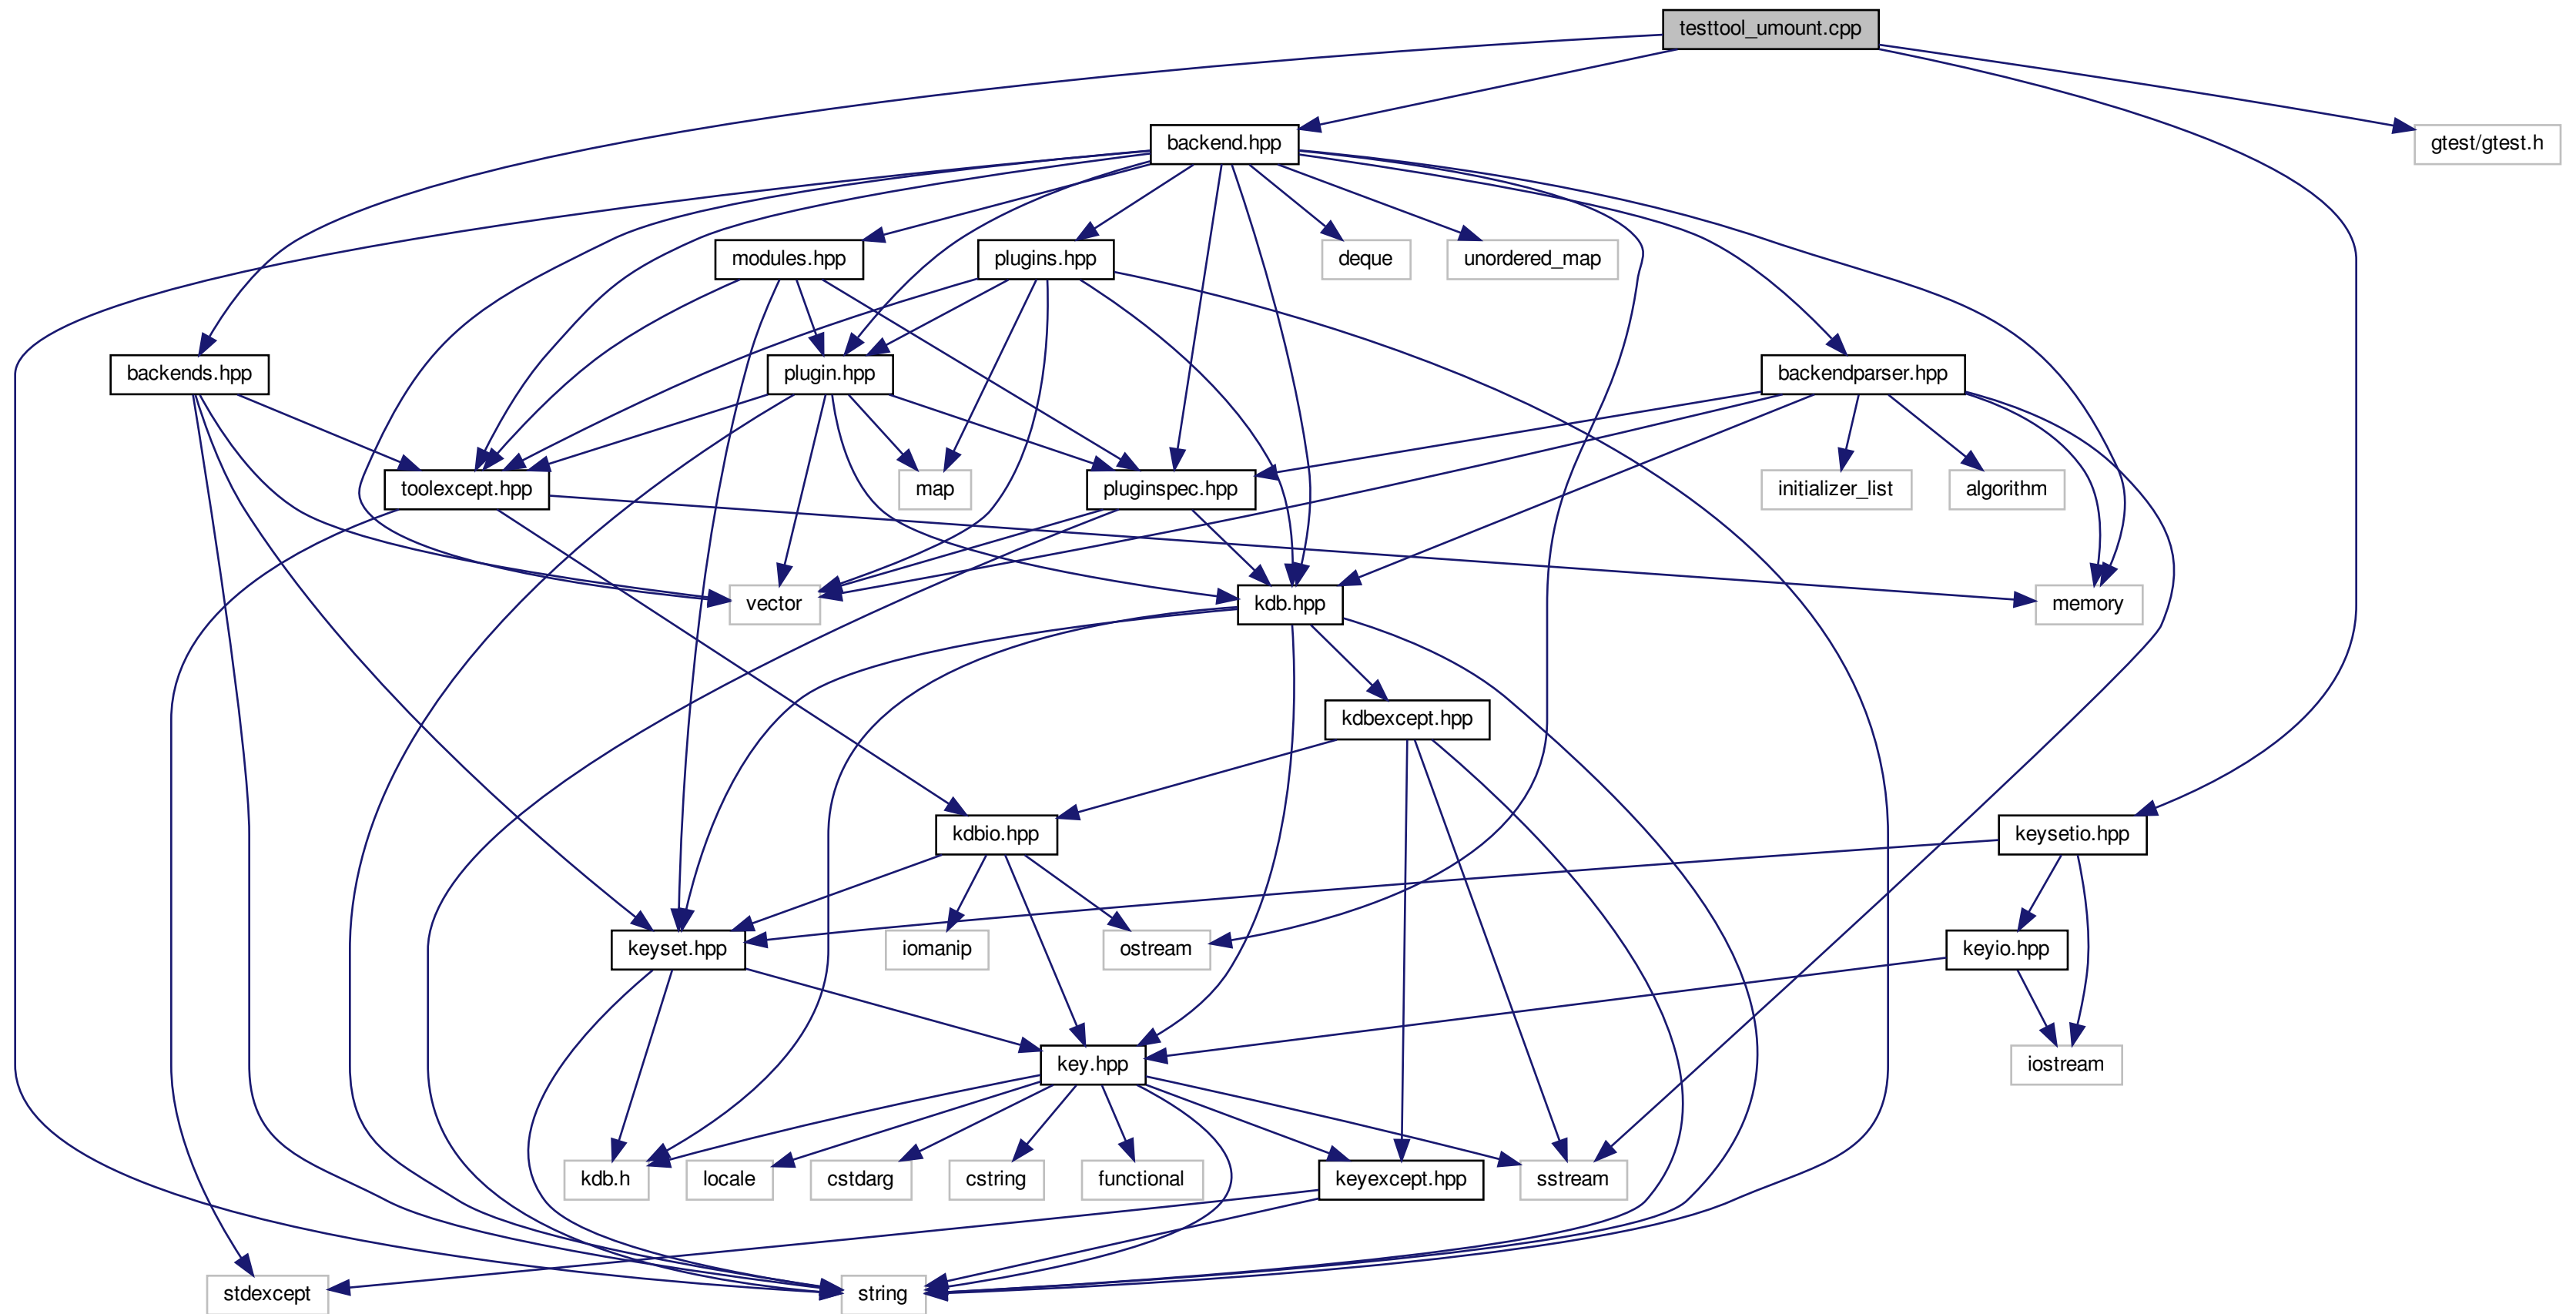 testtool_umount.cpp
backend.hpp
gtest/gtest.h
modules.hpp
plugins.hpp
deque
unordered_map
backends.hpp
plugin.hpp
backendparser.hpp
toolexcept.hpp
map
pluginspec.hpp
initializer_list
algorithm
vector
kdb.hpp
memory
kdbexcept.hpp
kdbio.hpp
keysetio.hpp
keyset.hpp
iomanip
ostream
keyio.hpp
key.hpp
iostream
kdb.h
locale
cstdarg
cstring
functional
keyexcept.hpp
sstream
stdexcept
string